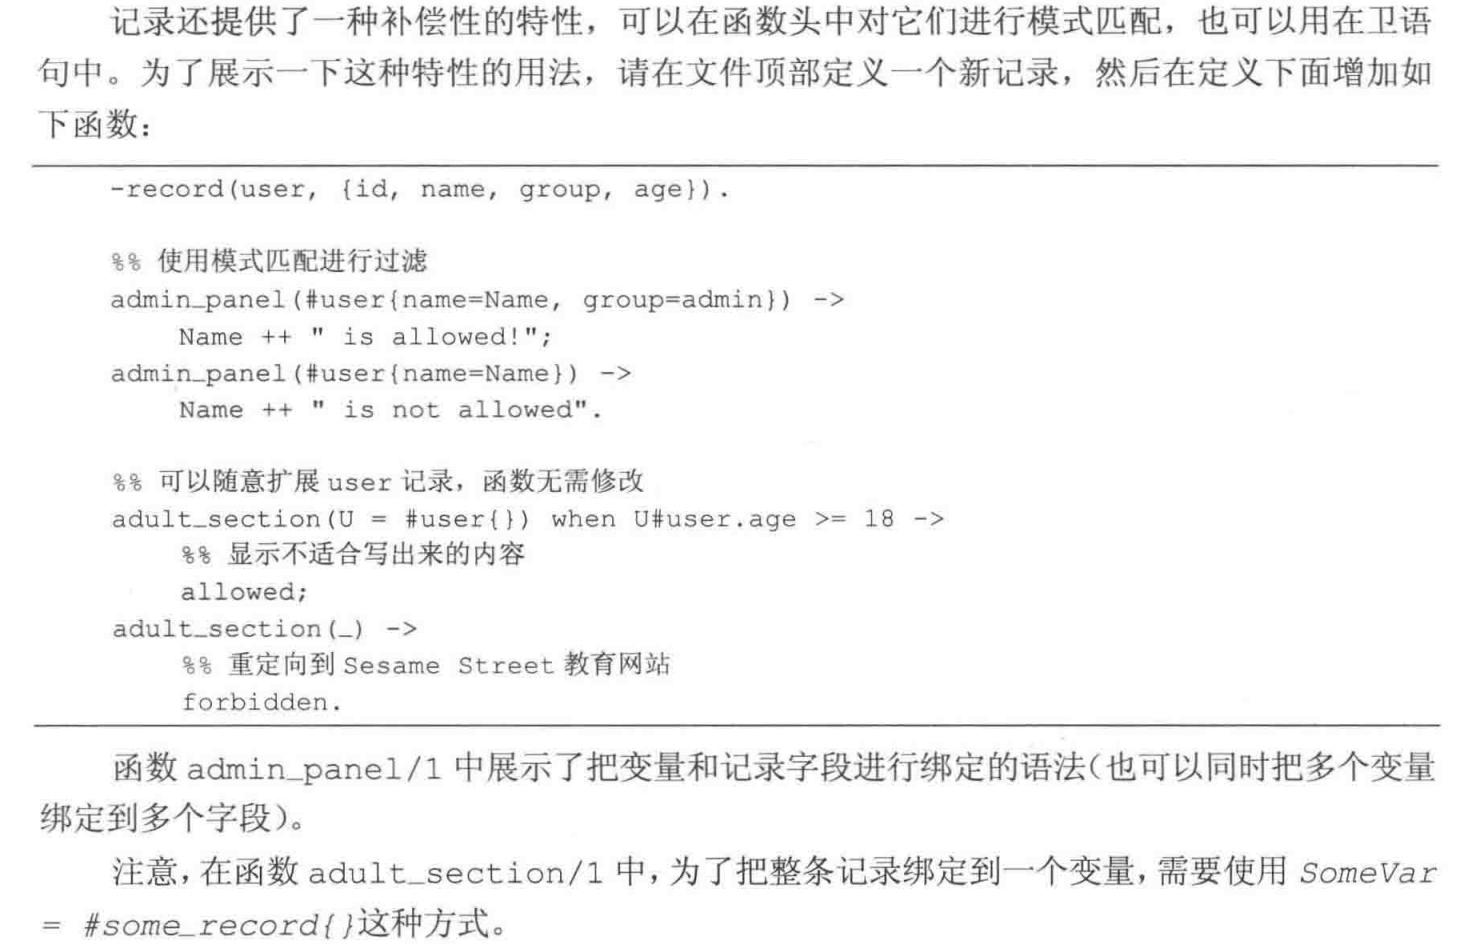 记录还提供了一种补偿性的特性，可以在函数头中对它们进行模式匹配，也可以用在卫语
句中。为了展示一下这种特性的用法，请在文件顶部定义一个新记录，然后在定义下面增加如
下函数：
-record(user, {id, name, group, age}).
%% 使用模式匹配进行过滤
admin_panel(#user{name=Name, group=admin}) ->
    Name ++ " is allowed!";
admin_panel(#user{name=Name}) ->
    Name ++ " is not allowed".
%% 可以随意扩展 user 记录，函数无需修改
adult_section(U = #user{}) when U#user.age >= 18 ->
    %% 显示不适合写出来的内容
    allowed;
adult_section(_) ->
    %% 重定向到 Sesame Street 教育网站
    forbidden.
函数 admin_panel/1 中展示了把变量和记录字段进行绑定的语法（也可以同时把多个变量
绑定到多个字段）。
注意，在函数 adult_section/1 中，为了把整条记录绑定到一个变量，需要使用 SomeVar
= #some_record{}这种方式。